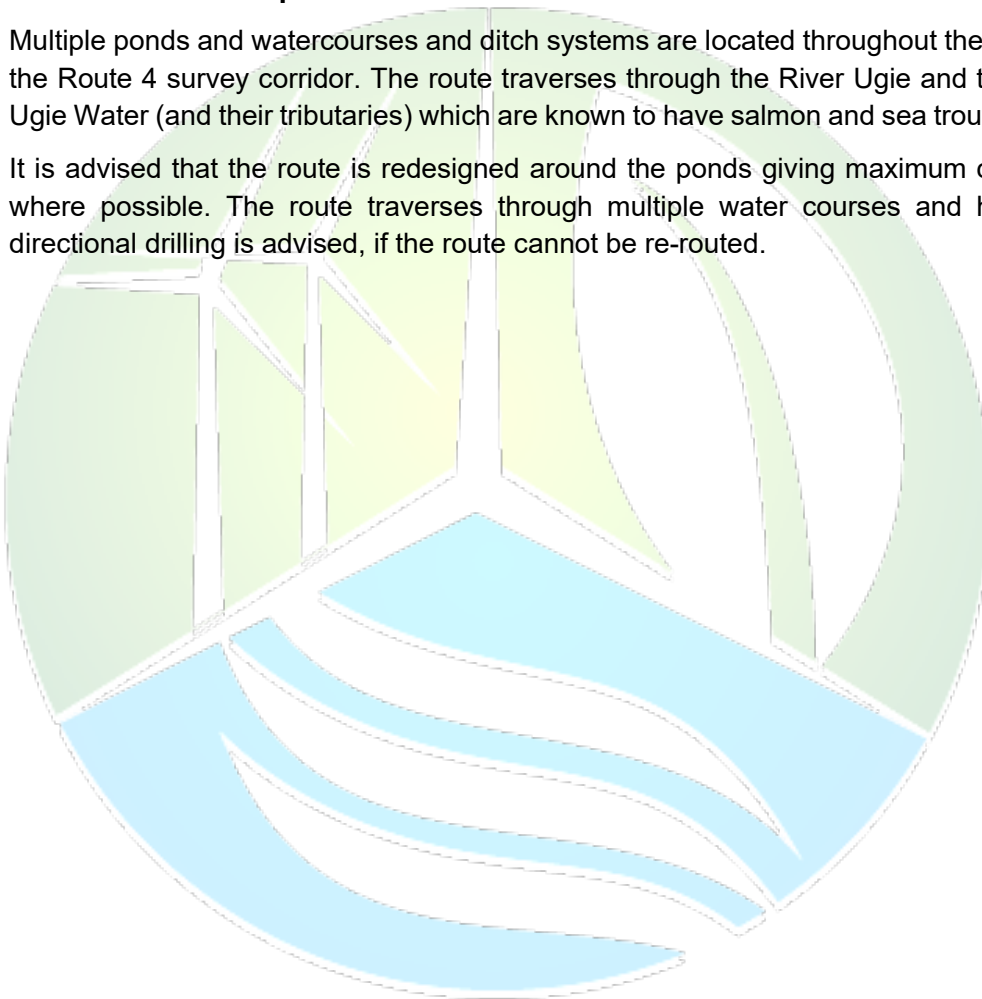 Multiple ponds and watercourses and ditch systems are located throughout the
the Route 4 survey corridor. The route traverses through the River Ugie and
Ugie Water (and their tributaries) which are known to have salmon and sea
It is advised that the route is redesigned around the ponds giving maximum
where possible. The route traverses through multiple water courses and
directional drilling is advised, if the route cannot be re-routed.